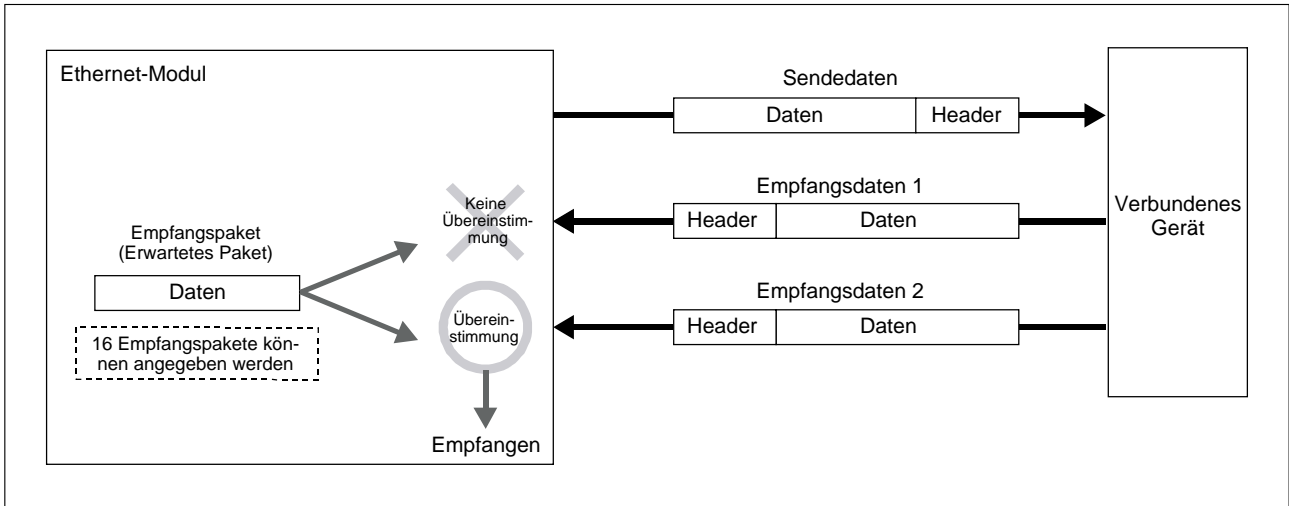 Ethernet-Modul
Sendedaten
Daten Header
Empfangsdaten 1
Header Daten
Empfangsdaten 2
Header Daten
Verbundenes
Gerät
Keine
Übereinstim-
mung
Empfangspaket
(Erwartetes Paket)
Daten
16 Empfangspakete kön-
nen angegeben werden
Überein-
stimmung
Empfangen